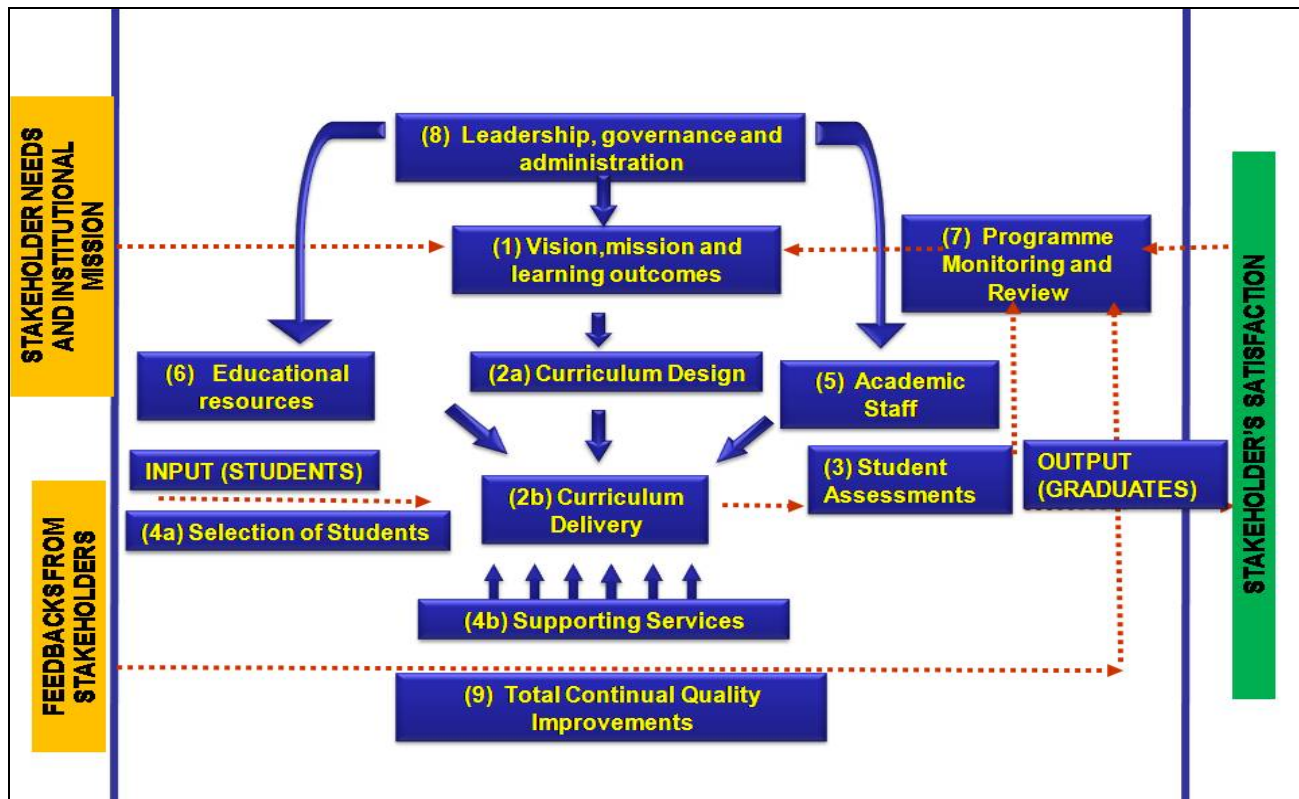 STAKEHOLDER NEEDS
AND INSTITUTIONAL
MISSION
FEEDBACKS FROM
STAKEHOLDERS
(8) Leadership, governance and
administration
(1) Vision,mission and
learning outcomes
(7) Programme
Monitoring and
Review
(6) Educational
resources
(2a) Curriculum Design
(5) Academic
Staff
INPUT (STUDENTS)
(4a) Selection of Students
(2b) Curriculum
Delivery
(3) Student
Assessments
OUTPUT
(GRADUATES)
(4b) Supporting Services
(9) Total Continual Quality
Improvements
STAKEHOLDER'S SATISFACTION